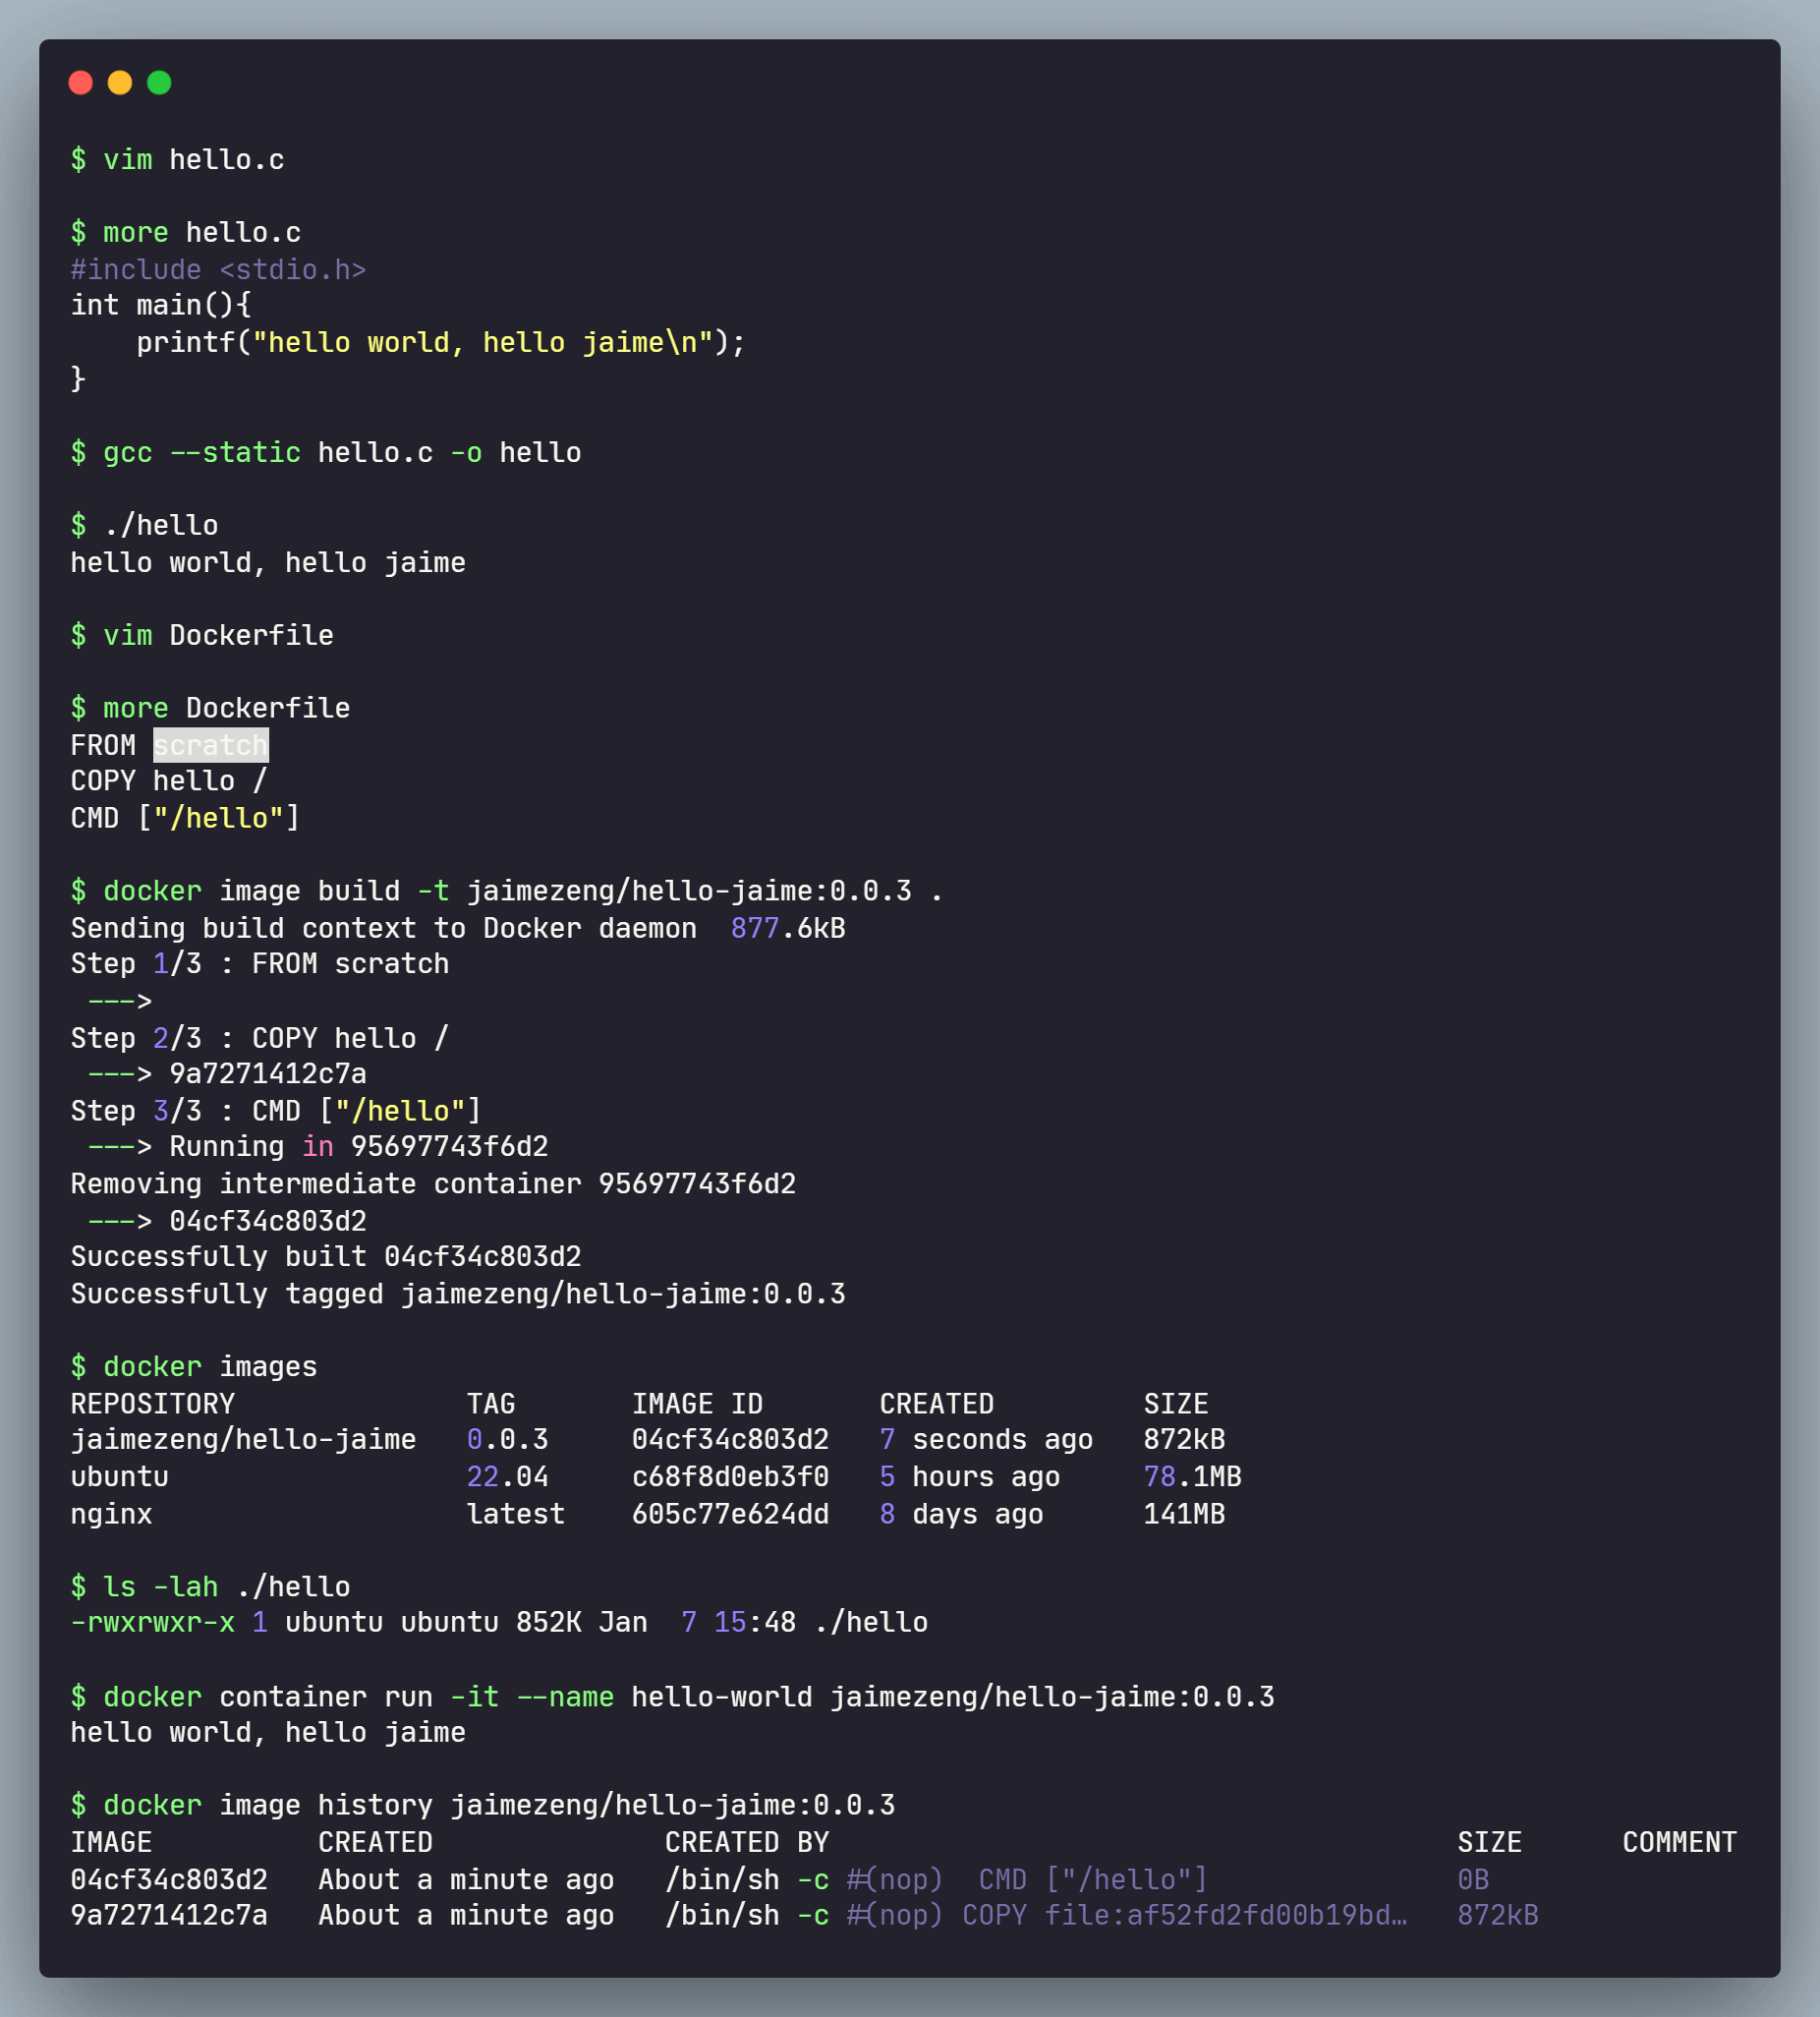 $ vim hello.c
$ more hello.c
#include <stdio.h>
int main(){
    printf("hello world, hello jaime\n");
}
$ gcc --static hello.c -o hello
$ ./hello
hello world, hello jaime
$ vim Dockerfile
$ more Dockerfile
FROM scratch
COPY hello /
CMD ["/hello"]
$ docker image build -t jaimezeng/hello-jaime:0.0.3 .
Sending build context to Docker daemon  877.6kB
Step 1/3 : FROM scratch
 --->
Step 2/3 : COPY hello /
 ---> 9a7271412c7a
Step 3/3 : CMD ["/hello"]
 ---> Running in 95697743f6d2
Removing intermediate container 95697743f6d2
 ---> 04cf34c803d2
Successfully built 04cf34c803d2
Successfully tagged jaimezeng/hello-jaime:0.0.3
$ docker images
REPOSITORY              TAG       IMAGE ID       CREATED         SIZE
jaimezeng/hello-jaime   0.0.3     04cf34c803d2   7 seconds ago   872kB
ubuntu                  22.04     c68f8d0eb3f0   5 hours ago     78.1MB
nginx                   latest    605c77e624dd   8 days ago      141MB
$ ls -lah ./hello
-rwxrwxr-x 1 ubuntu ubuntu 852K Jan  7 15:48 ./hello
$ docker container run -it --name hello-world jaimezeng/hello-jaime:0.0.3
hello world, hello jaime
$ docker image history jaimezeng/hello-jaime:0.0.3
IMAGE          CREATED              CREATED BY                                      SIZE      COMMENT
04cf34c803d2   About a minute ago   /bin/sh -c #(nop)  CMD ["/hello"]               0B
9a7271412c7a   About a minute ago   /bin/sh -c #(nop) COPY file:af52fd2fd00b19bd…   872kB